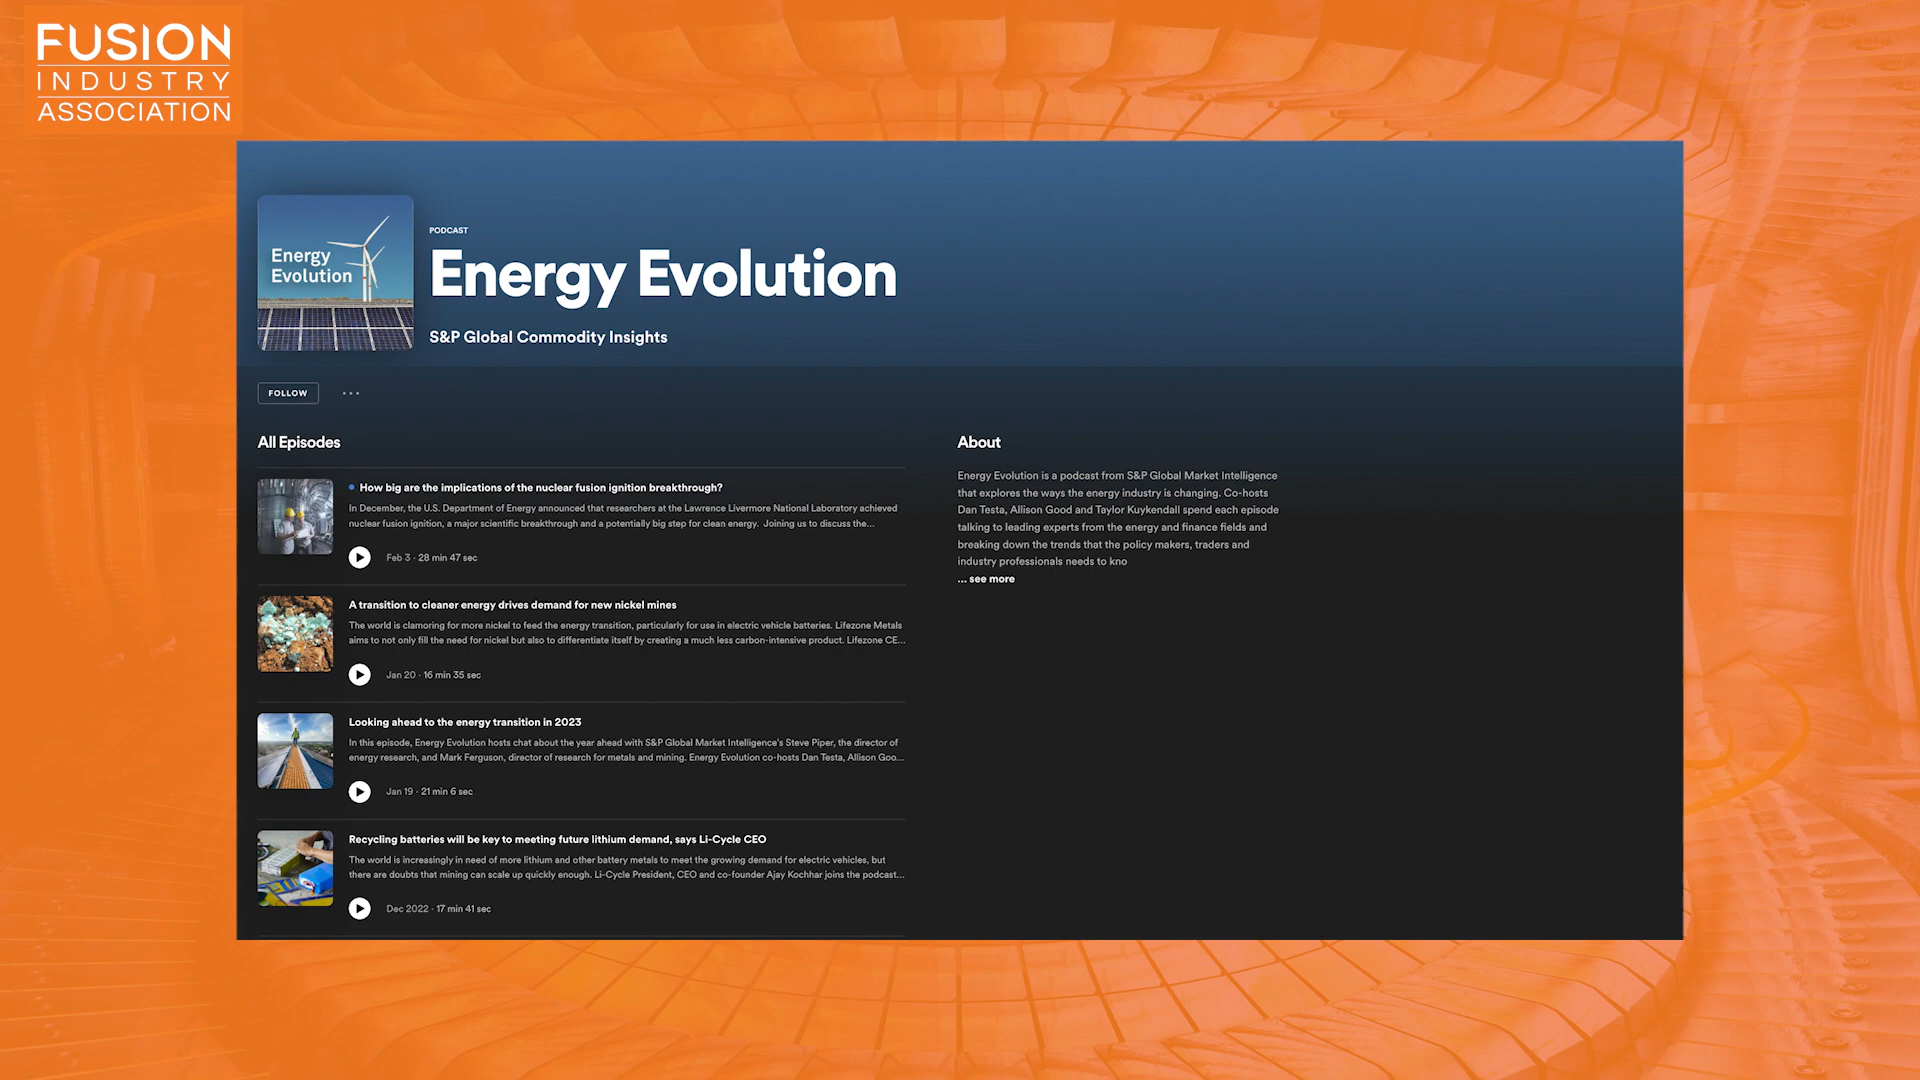 FUSION
INDUSTRY
ASSOCIATION
Energy
Evolution
PODCAST
Energy Evolution
S&P Global Commodity Insights
FOLLOW
All Episodes
How big are the implications of the nuclear fusion ignition breakthrough?
In December, the U.S. Department of Energy announced that researchers at the Lawrence Livermore National Laboratory achieved
nuclear fusion ignition, a major scientific breakthrough and a potentially big step for clean energy. Joining us to discuss the...
Feb 3 · 28 min 47 sec
A transition to cleaner energy drives demand for new nickel mines
The world is clamoring for more nickel to feed the energy transition, particularly for use in electric vehicle batteries. Lifezone Metals
aims to not only fill the need for nickel but also to differentiate itself by creating a much less carbon-intensive product. Lifezone CE...
Jan 20 · 16 min 35 sec
Looking ahead to the energy transition in 2023
In this episode, Energy Evolution hosts chat about the year ahead with S&P Global Market Intelligence's Steve Piper, the director of
energy research, and Mark Ferguson, director of research for metals and mining. Energy Evolution co-hosts Dan Testa, Allison Goo...
Jan 19 · 21 min 6 sec
Recycling batteries will be key to meeting future lithium demand, says Li-Cycle CEO
The world is increasingly in need of more lithium and other battery metals to meet the growing demand for electric vehicles, but
there are doubts that mining can scale up quickly enough. Li-Cycle President, CEO and co-founder Ajay Kochhar joins the podcast...
Dec 2022 · 17 min 41 sec
About
Energy Evolution is a podcast from S&P Global Market Intelligence
that explores the ways the energy industry is changing. Co-hosts
Dan Testa, Allison Good and Taylor Kuykendall spend each episode
talking to leading experts from the energy and finance fields and
breaking down the trends that the policy makers, traders and
industry professionals needs to kno
... see more